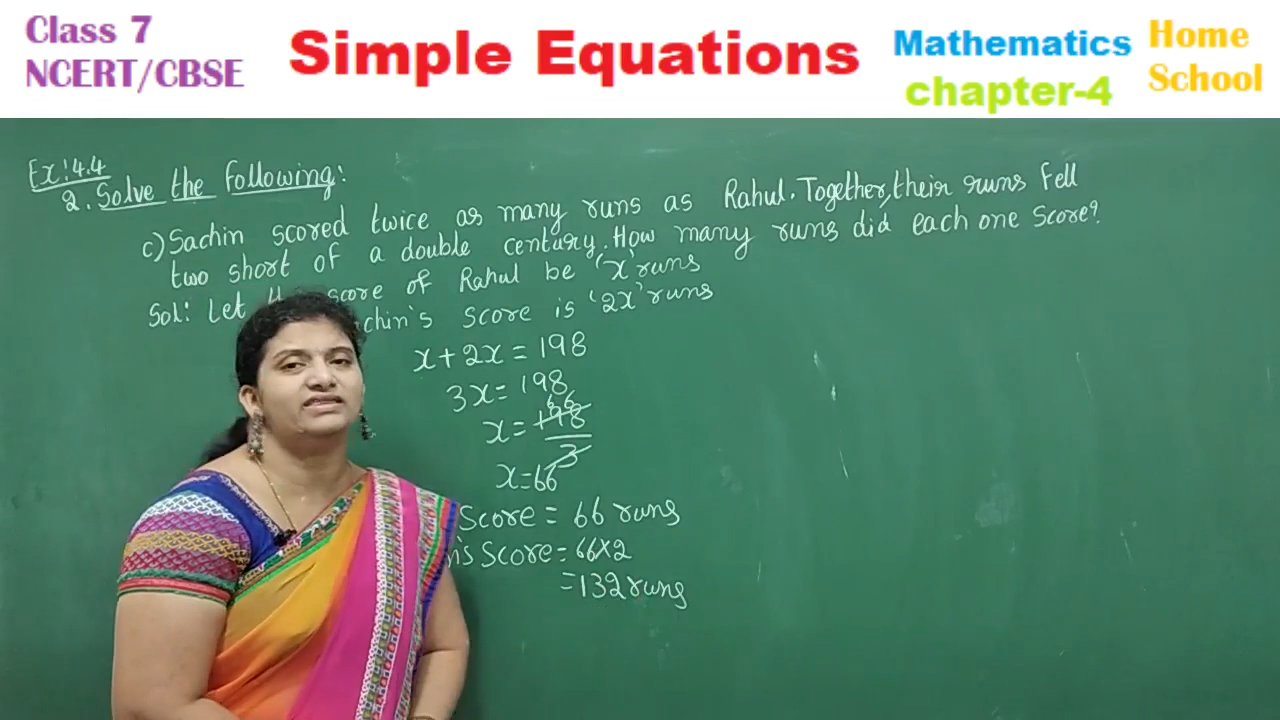 Class 7
NCERT/CBSE
Simple Equations
Mathematics
chapter-4
Home
School
Ex:4.4
2. Solve the Following:
c) Sachin scored twice as many runs as Rahul. Together, their runs Fell
two short of a double century. How many runs did each one Score?
Sol: Let score of Rahul be 'x' runs
chin's score is '2x' runs
x + 2x = 198
3x = 198
66
x = 198
3
x = 66
Score = 66 runs
n's Score = 66×2
= 132 runs